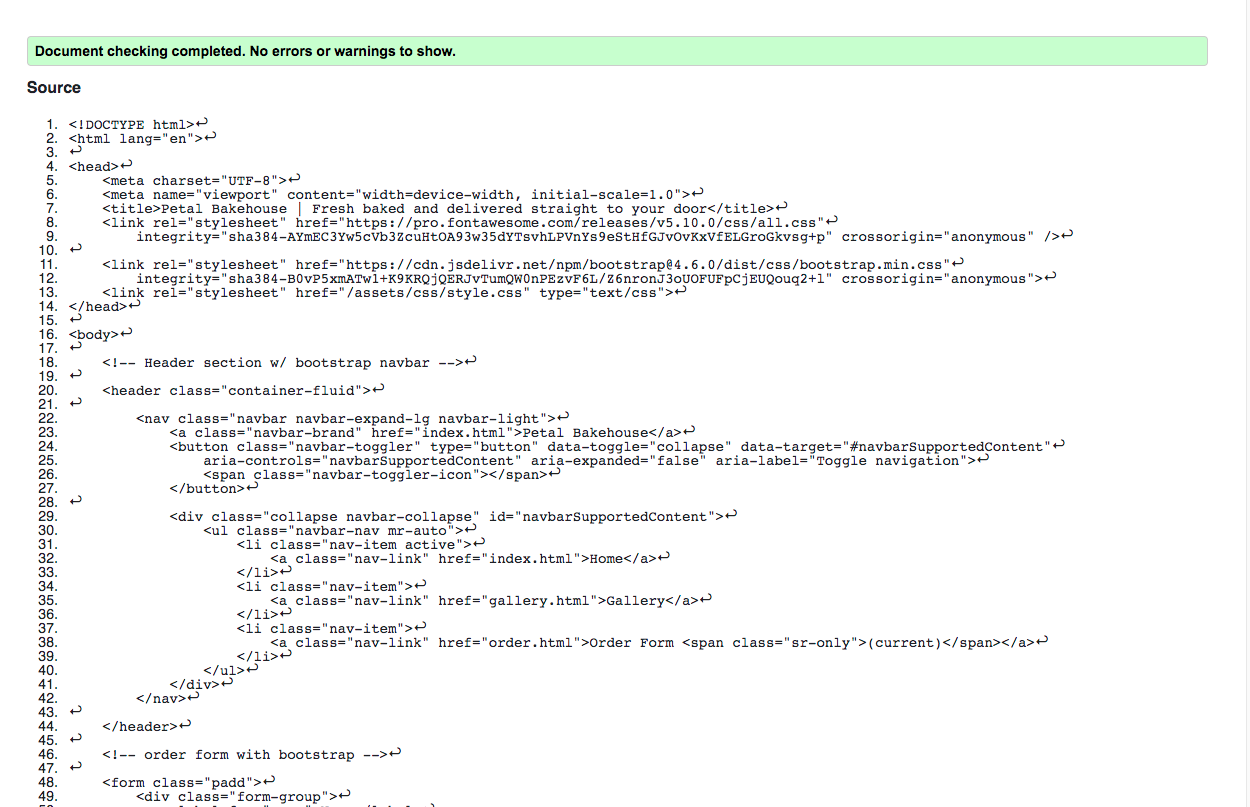 Document checking completed. No errors or warnings to show.
Source
1. <!DOCTYPE html>↩
2. <html lang="en">↩
3. ↩
4. <head>↩
5. <meta charset="UTF-8">↩
6. <meta name="viewport" content="width=device-width, initial-scale=1.0">↩
7. <title>Petal Bakehouse | Fresh baked and delivered straight to your door</title>↩
8. <link rel="stylesheet" href="https://pro.fontawesome.com/releases/v5.10.0/css/all.css"↩
9. integrity="sha384-AYmEC3Yw5cVb3ZcuHtOA93w35dYTsvhLPVnYs9eStHfGJvOvKxVfELGroGkvsg+p" crossorigin="anonymous" />↩
10. ↩
11. <link rel="stylesheet" href="https://cdn.jsdelivr.net/npm/bootstrap@4.6.0/dist/css/bootstrap.min.css"↩
12. integrity="sha384-B0vP5xmATw1+K9KRQjQERJvTumQW0nPEzvF6L/Z6nronJ3oUOFUFpCjEUQouq2+l" crossorigin="anonymous">↩
13. <link rel="stylesheet" href="/assets/css/style.css" type="text/css">↩
14. </head>↩
15. ↩
16. <body>↩
17. ↩
18. <!-- Header section w/ bootstrap navbar -->↩
19. ↩
20. <header class="container-fluid">↩
21. ↩
22. <nav class="navbar navbar-expand-lg navbar-light">↩
23. <a class="navbar-brand" href="index.html">Petal Bakehouse</a>↩
24. <button class="navbar-toggler" type="button" data-toggle="collapse" data-target="#navbarSupportedContent"↩
25. aria-controls="navbarSupportedContent" aria-expanded="false" aria-label="Toggle navigation">↩
26. <span class="navbar-toggler-icon"></span>↩
27. </button>↩
28. ↩
29. <div class="collapse navbar-collapse" id="navbarSupportedContent">↩
30. <ul class="navbar-nav mr-auto">↩
31. <li class="nav-item active">↩
32. <a class="nav-link" href="index.html">Home</a>↩
33. </li>↩
34. <li class="nav-item">↩
35. <a class="nav-link" href="gallery.html">Gallery</a>↩
36. </li>↩
37. <li class="nav-item">↩
38. <a class="nav-link" href="order.html">Order Form <span class="sr-only">(current)</span></a>↩
39. </li>↩
40. </ul>↩
41. </div>↩
42. </nav>↩
43. ↩
44. </header>↩
45. ↩
46. <!-- order form with bootstrap -->↩
47. ↩
48. <form class="padd">↩
49. <div class="form-group">↩